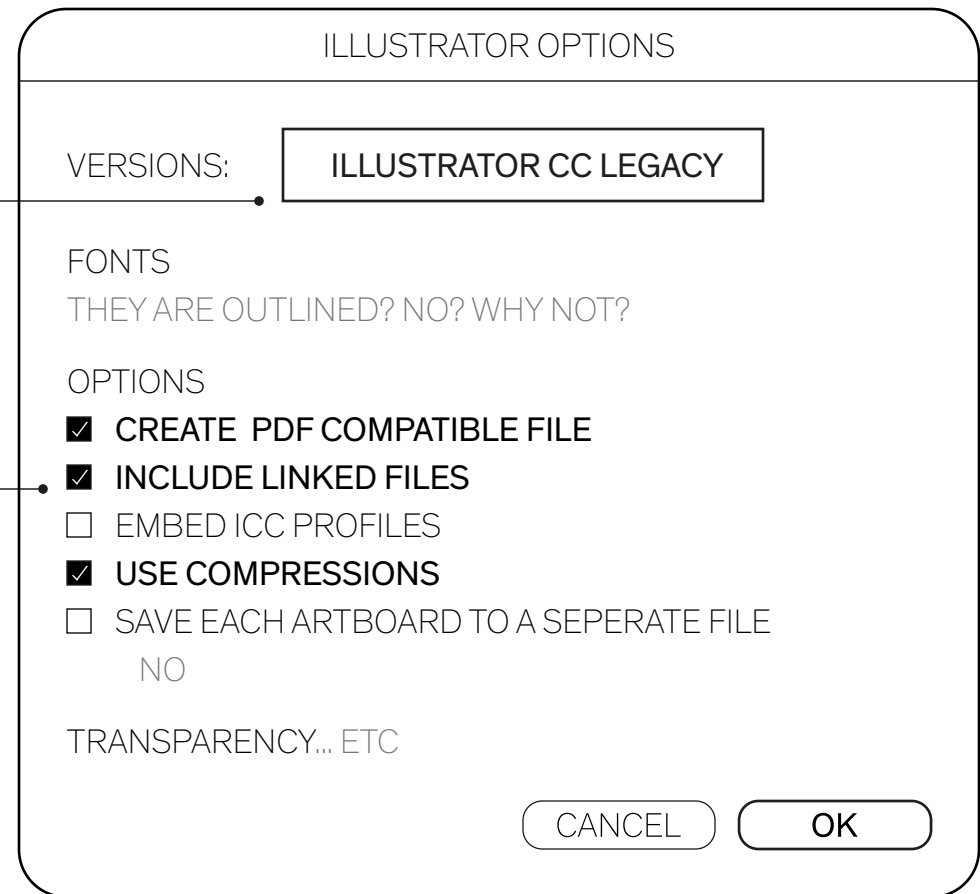 ILLUSTRATOR OPTIONS
VERSIONS: ILLUSTRATOR CC LEGACY
FONTS
THEY ARE OUTLINED? NO? WHY NOT?
OPTIONS
CREATE PDF COMPATIBLE FILE
INCLUDE LINKED FILES
EMBED ICC PROFILES
USE COMPRESSIONS
SAVE EACH ARTBOARD TO A SEPERATE FILE
NO
TRANSPARENCY... ETC
CANCEL OK